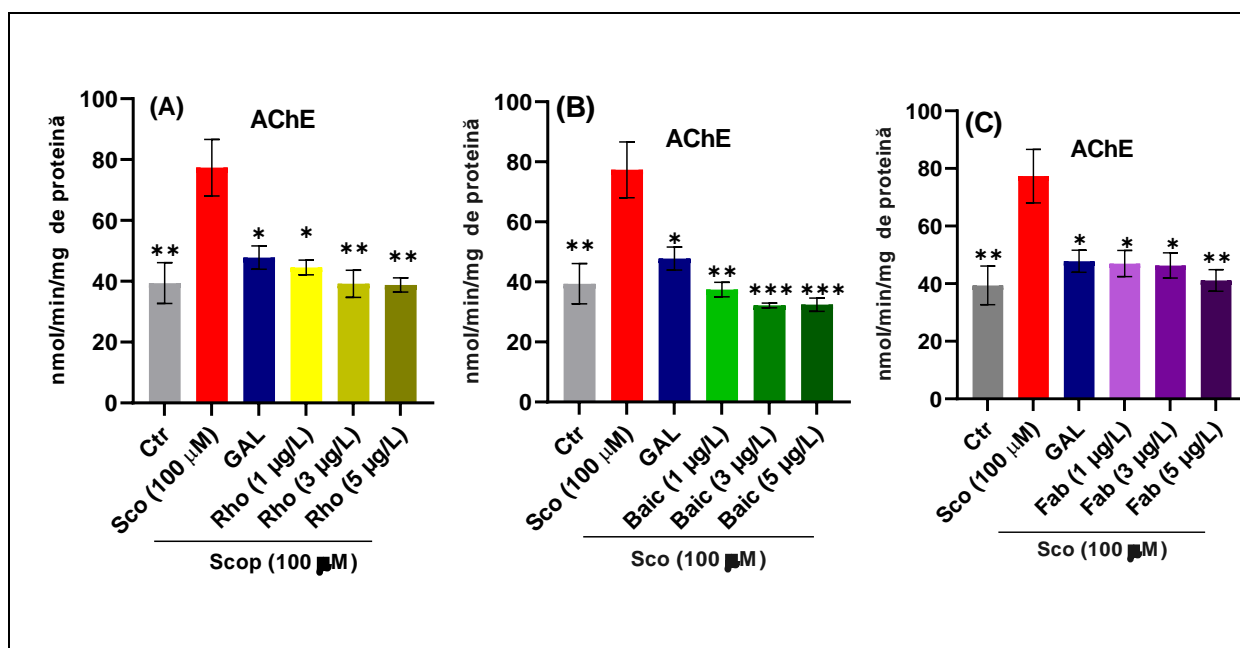 (A)
AChE
nmol/min/mg de proteină
100
80
60
40
20
0
**
*
*
**
**
Ctr
Sco (100 μM)
GAL
Rho (1 µg/L)
Rho (3 µg/L)
Rho (5 µg/L)
Scop (100 μM)
(B)
AChE
nmol/min/mg de proteină
100
80
60
40
20
0
**
*
**
***
***
Ctr
Sco (100 μM)
GAL
Baic (1 µg/L)
Baic (3 µg/L)
Baic (5 µg/L)
Sco (100 μM)
(C)
AChE
nmol/min/mg de proteină
100
80
60
40
20
0
**
*
*
*
**
Ctr
Sco (100 μM)
GAL
Fab (1 µg/L)
Fab (3 µg/L)
Fab (5 µg/L)
Sco (100 μM)